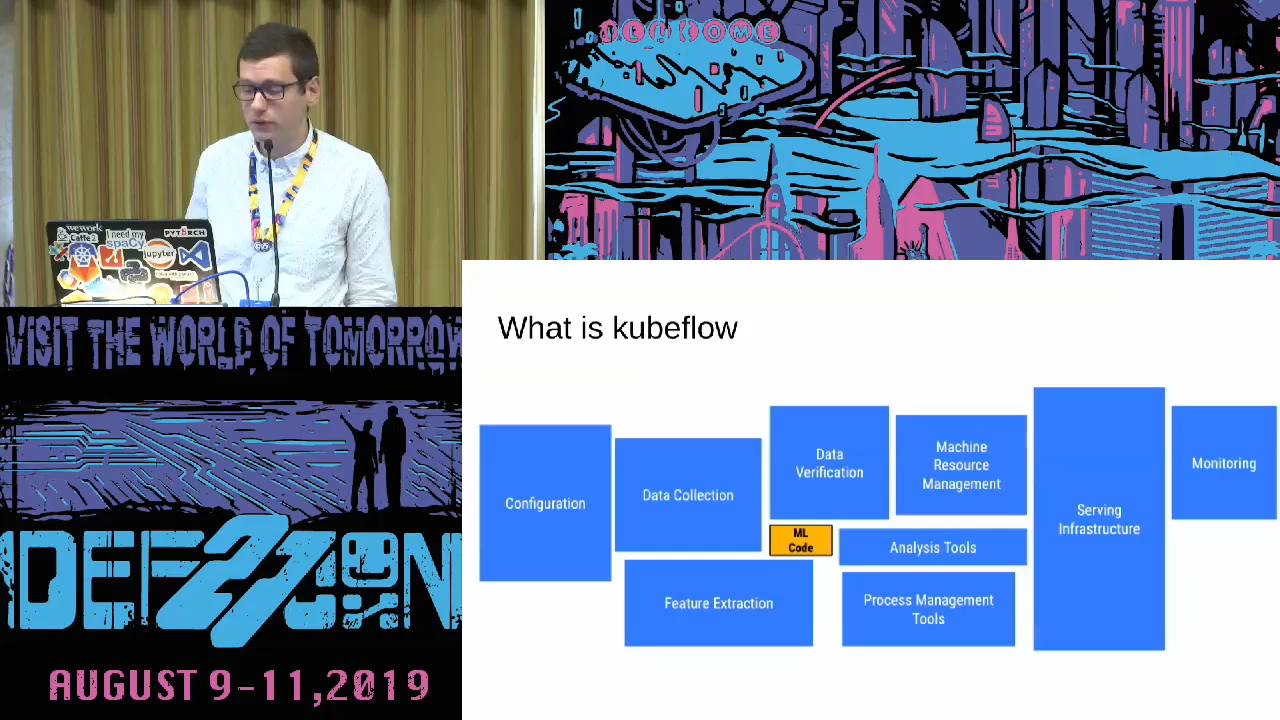 WELCOME
wework
Caffe2
I need my
spaCy
PYTORCH
jupyter
VISIT THE WORLD OF TOMORROW
DEF 27 CON
AUGUST 9-11,2019
What is kubeflow
Configuration
Data Collection
Data
Verification
Machine
Resource
Management
Serving
Infrastructure
Monitoring
ML
Code
Analysis Tools
Feature Extraction
Process Management
Tools